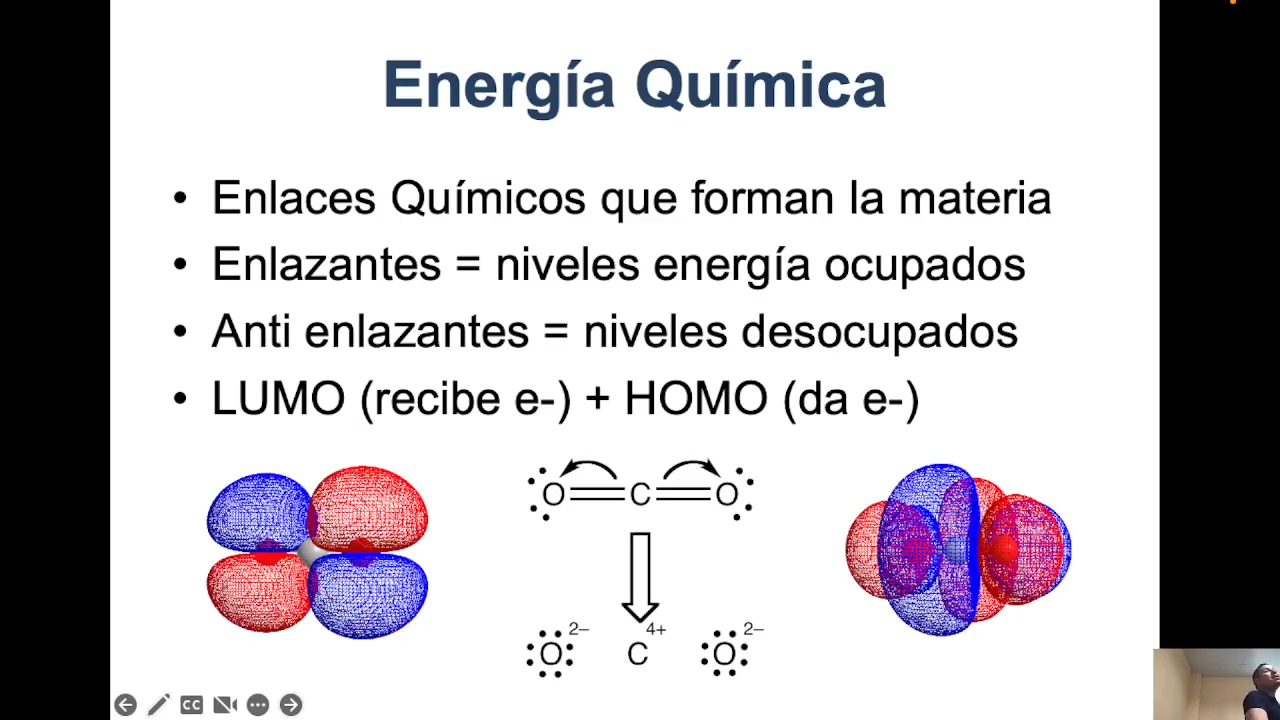 Energía Química
• Enlaces Químicos que forman la materia
• Enlazantes = niveles energía ocupados
• Anti enlazantes = niveles desocupados
• LUMO (recibe e-) + HOMO (da e-)
O C O
2– 4+ 2–
O C O
CC